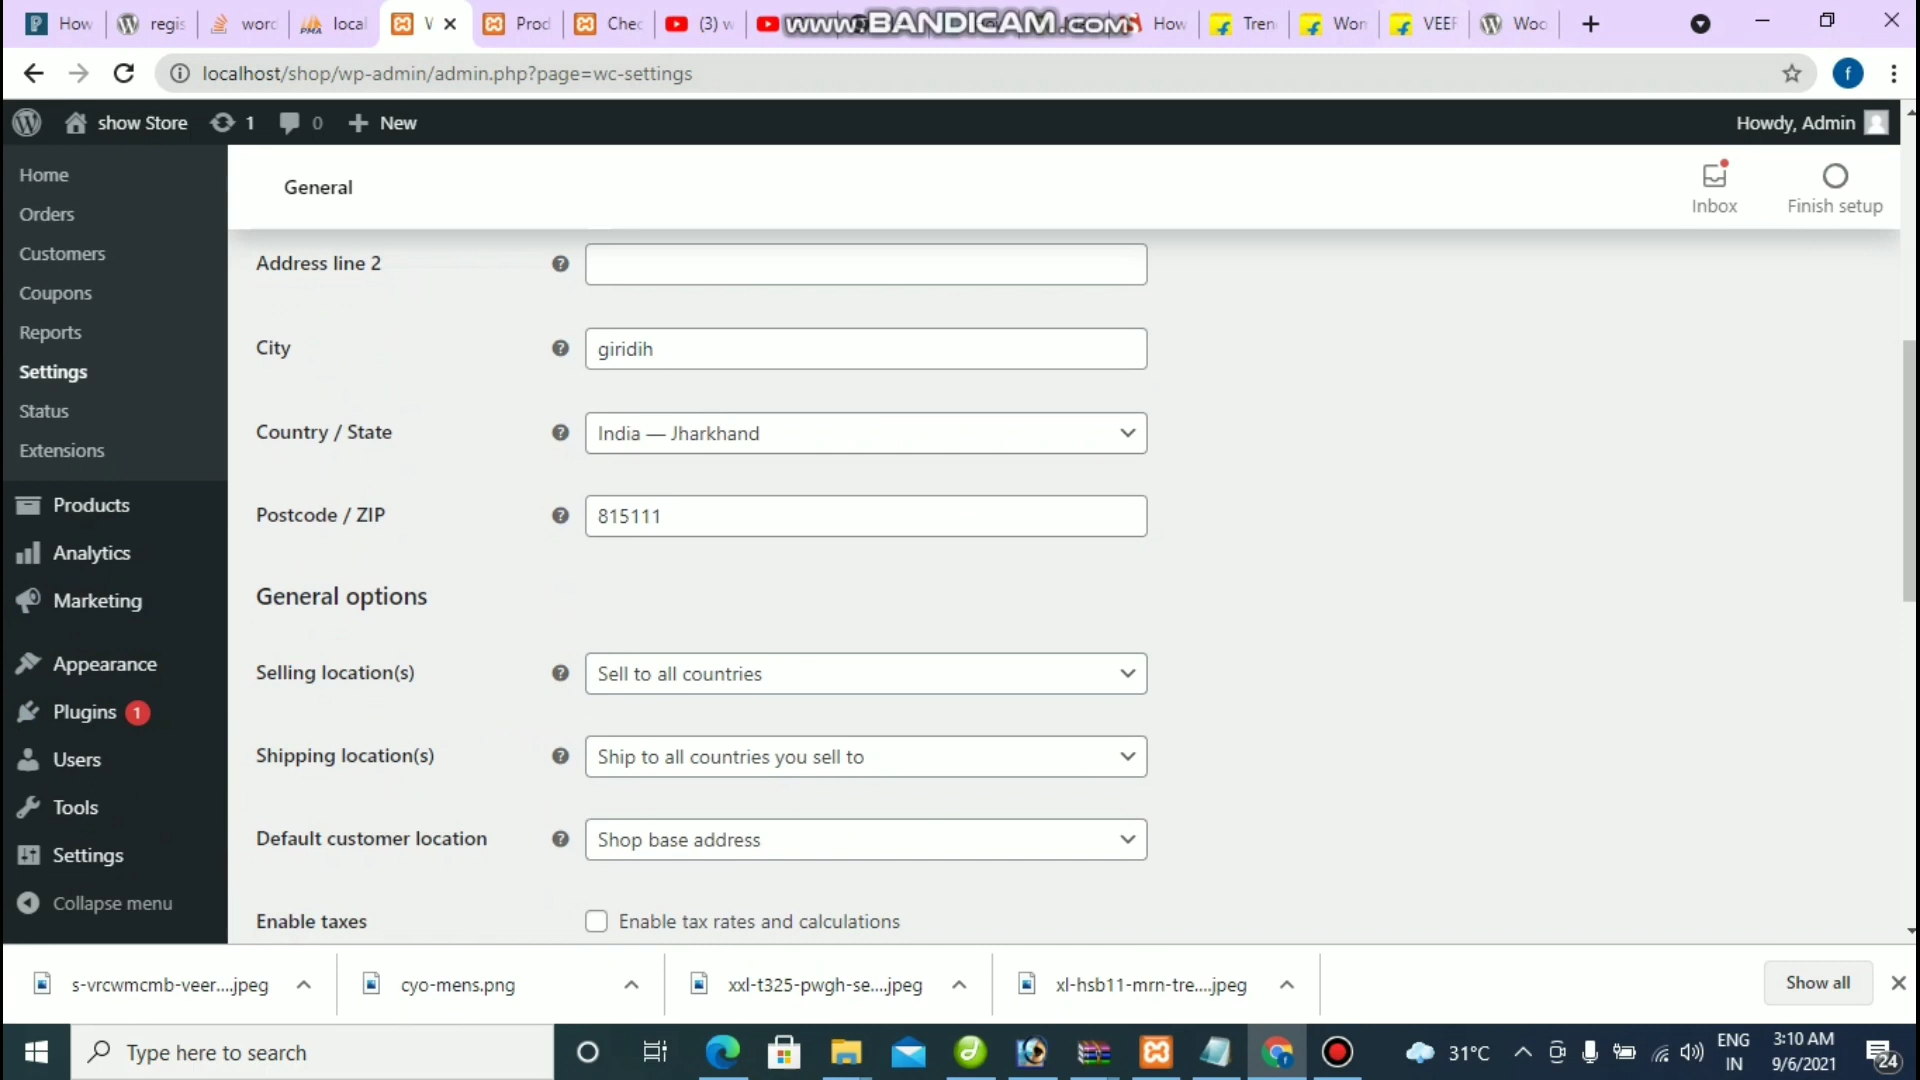 How
regis
word
PMA
local
W
Prod
Chec
(3) w
www.BANDICAM.com
How
Tren
Won
VEEF
Woo
localhost/shop/wp-admin/admin.php?page=wc-settings
f
show Store
1
0
New
Howdy, Admin
Home
Orders
Customers
Coupons
Reports
Settings
Status
Extensions
Products
Analytics
Marketing
Appearance
Plugins 1
Users
Tools
Settings
Collapse menu
General
Inbox
Finish setup
Address line 2
City
giridih
Country / State
India — Jharkhand
Postcode / ZIP
815111
General options
Selling location(s)
Sell to all countries
Shipping location(s)
Ship to all countries you sell to
Default customer location
Shop base address
Enable taxes
Enable tax rates and calculations
s-vrcwmcmb-veer....jpeg
cyo-mens.png
xxl-t325-pwgh-se....jpeg
xl-hsb11-mrn-tre....jpeg
Show all
Type here to search
31°C
ENG
IN
3:10 AM
9/6/2021
24